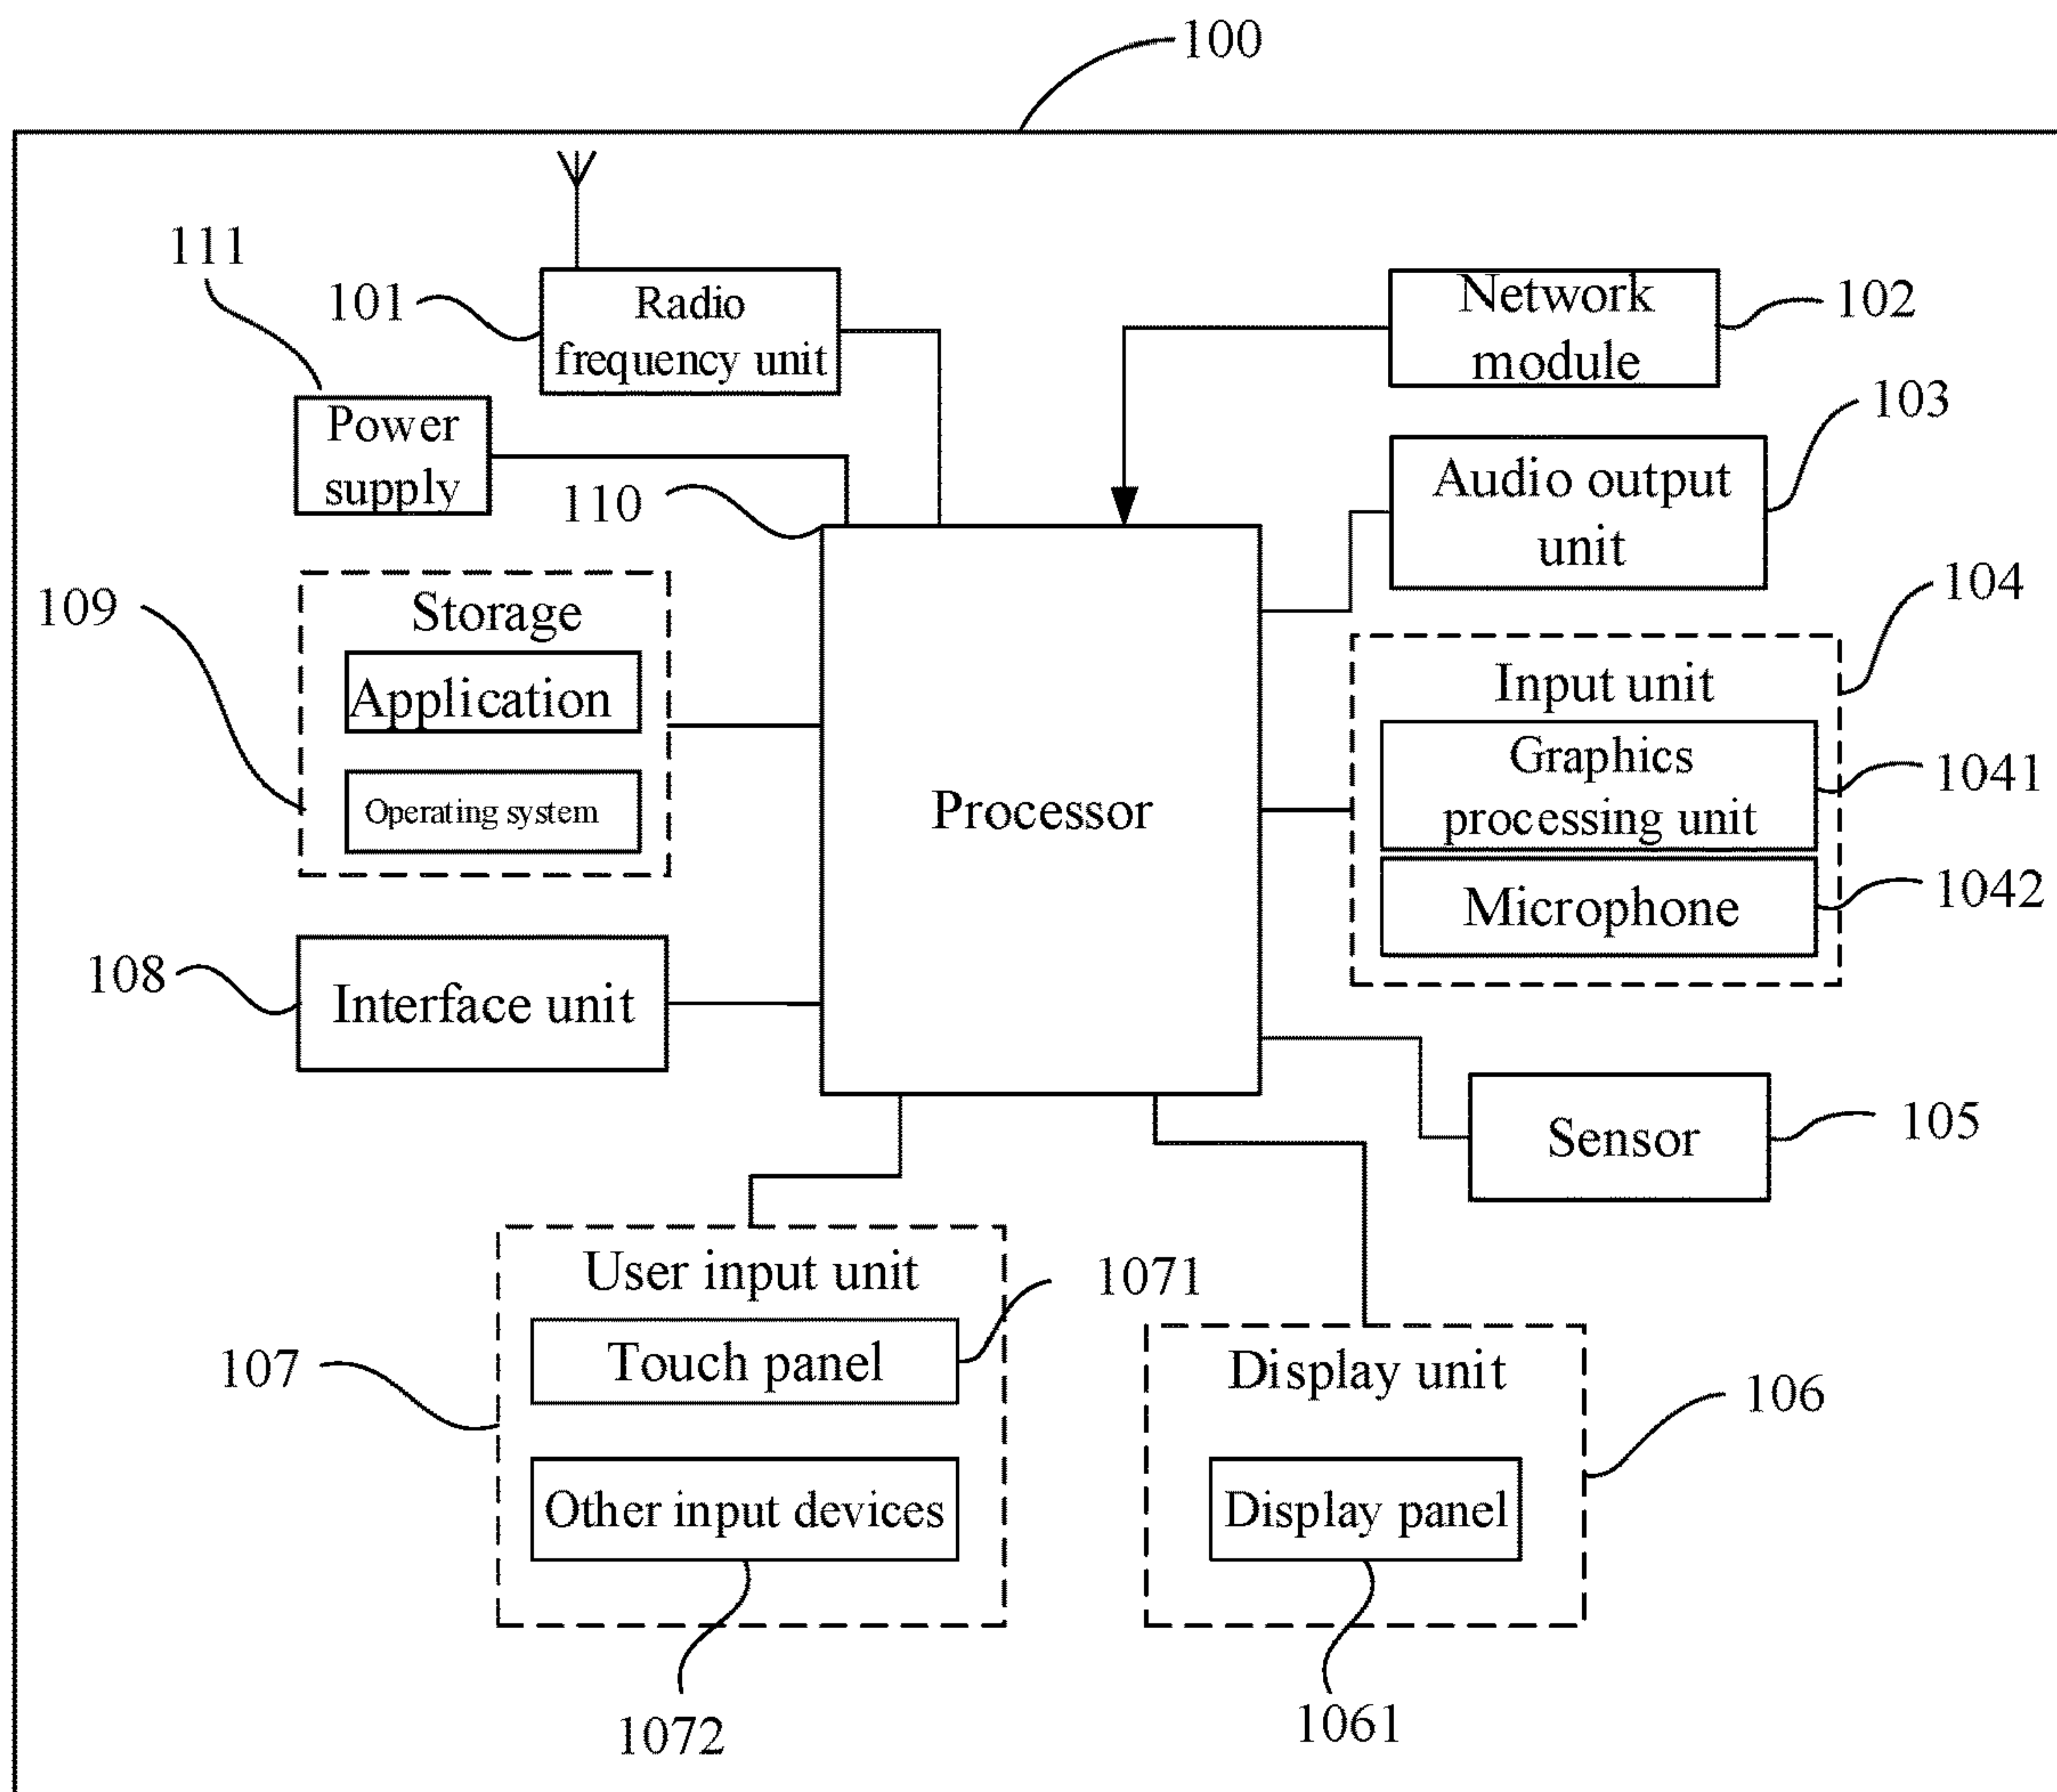 100
111
101
Radio
frequency unit
Network
module
102
Power
supply
110
Audio output
unit
103
109
Storage
Application
Operating system
Processor
104
Input unit
Graphics
processing unit
1041
Microphone
1042
108
Interface unit
Sensor
105
107
User input unit
Touch panel
1071
Other input devices
1072
Display unit
106
Display panel
1061